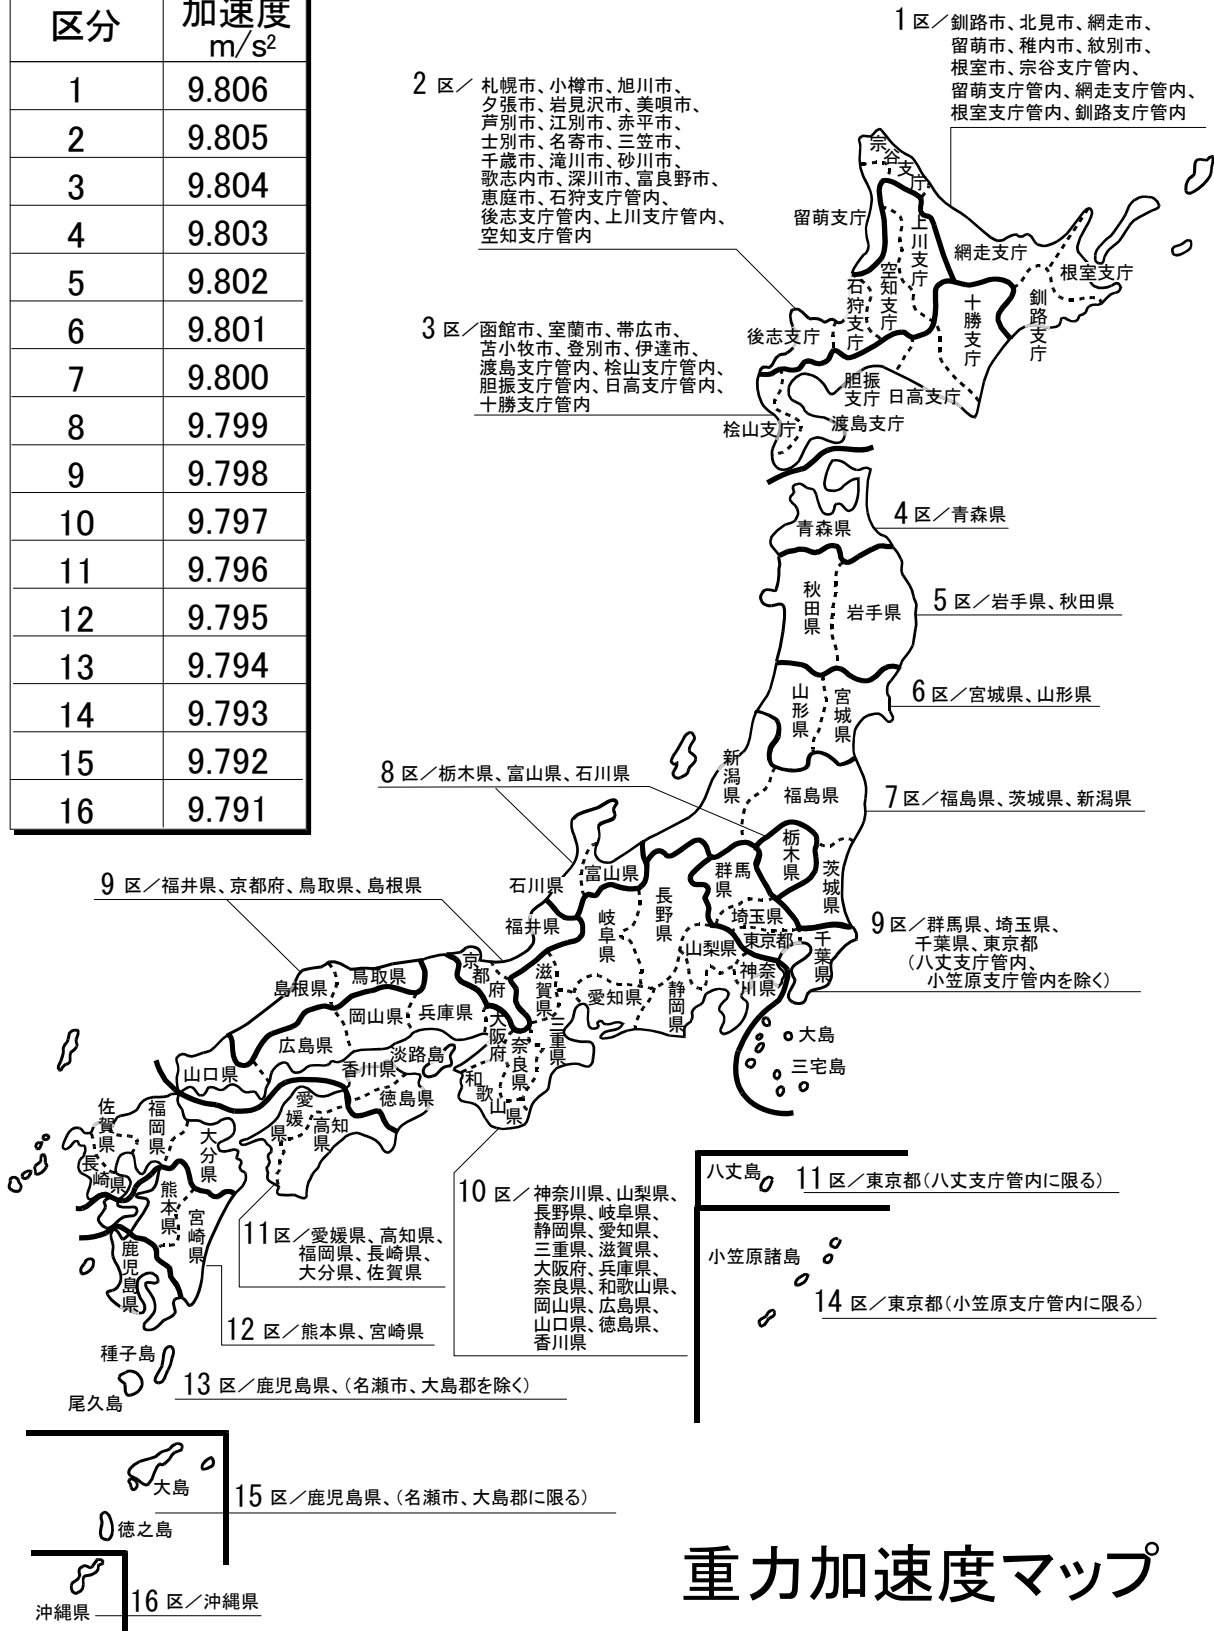 区分 加速度 m/s²
1 9.806
2 9.805
3 9.804
4 9.803
5 9.802
6 9.801
7 9.800
8 9.799
9 9.798
10 9.797
11 9.796
12 9.795
13 9.794
14 9.793
15 9.792
16 9.791
1 区／釧路市、北見市、網走市、
留萌市、稚内市、紋別市、
根室市、宗谷支庁管内、
留萌支庁管内、網走支庁管内、
根室支庁管内、釧路支庁管内
2 区／札幌市、小樽市、旭川市、
夕張市、岩見沢市、美唄市、
芦別市、江別市、赤平市、
士別市、名寄市、三笠市、
千歳市、滝川市、砂川市、
歌志内市、深川市、富良野市、
恵庭市、石狩支庁管内、
後志支庁管内、上川支庁管内、
空知支庁管内
3 区／函館市、室蘭市、帯広市、
苫小牧市、登別市、伊達市、
渡島支庁管内、桧山支庁管内、
胆振支庁管内、日高支庁管内、
十勝支庁管内
宗谷支庁
留萌支庁
上川支庁
網走支庁
根室支庁
空知支庁
石狩支庁
十勝支庁
釧路支庁
後志支庁
胆振支庁
日高支庁
渡島支庁
桧山支庁
青森県
4 区／青森県
秋田県
岩手県
5 区／岩手県、秋田県
山形県
宮城県
6 区／宮城県、山形県
新潟県
福島県
7 区／福島県、茨城県、新潟県
8 区／栃木県、富山県、石川県
栃木県
茨城県
群馬県
埼玉県
東京都
千葉県
神奈川県
山梨県
長野県
富山県
石川県
福井県
岐阜県
静岡県
愛知県
滋賀県
三重県
9 区／福井県、京都府、鳥取県、島根県
9 区／群馬県、埼玉県、
千葉県、東京都
(八丈支庁管内、
小笠原支庁管内を除く)
京都府
鳥取県
島根県
岡山県
兵庫県
大阪府
奈良県
和歌山県
広島県
山口県
淡路島
香川県
徳島県
愛媛県
高知県
大島
三宅島
佐賀県
福岡県
大分県
長崎県
熊本県
宮崎県
鹿児島県
10 区／神奈川県、山梨県、
長野県、岐阜県、
静岡県、愛知県、
三重県、滋賀県、
大阪府、兵庫県、
奈良県、和歌山県、
岡山県、広島県、
山口県、徳島県、
香川県
11 区／愛媛県、高知県、
福岡県、長崎県、
大分県、佐賀県
八丈島
11 区／東京都(八丈支庁管内に限る)
小笠原諸島
14 区／東京都(小笠原支庁管内に限る)
12 区／熊本県、宮崎県
種子島
尾久島
13 区／鹿児島県、(名瀬市、大島郡を除く)
大島
徳之島
15 区／鹿児島県、(名瀬市、大島郡に限る)
沖縄県
16 区／沖縄県
重力加速度マップ